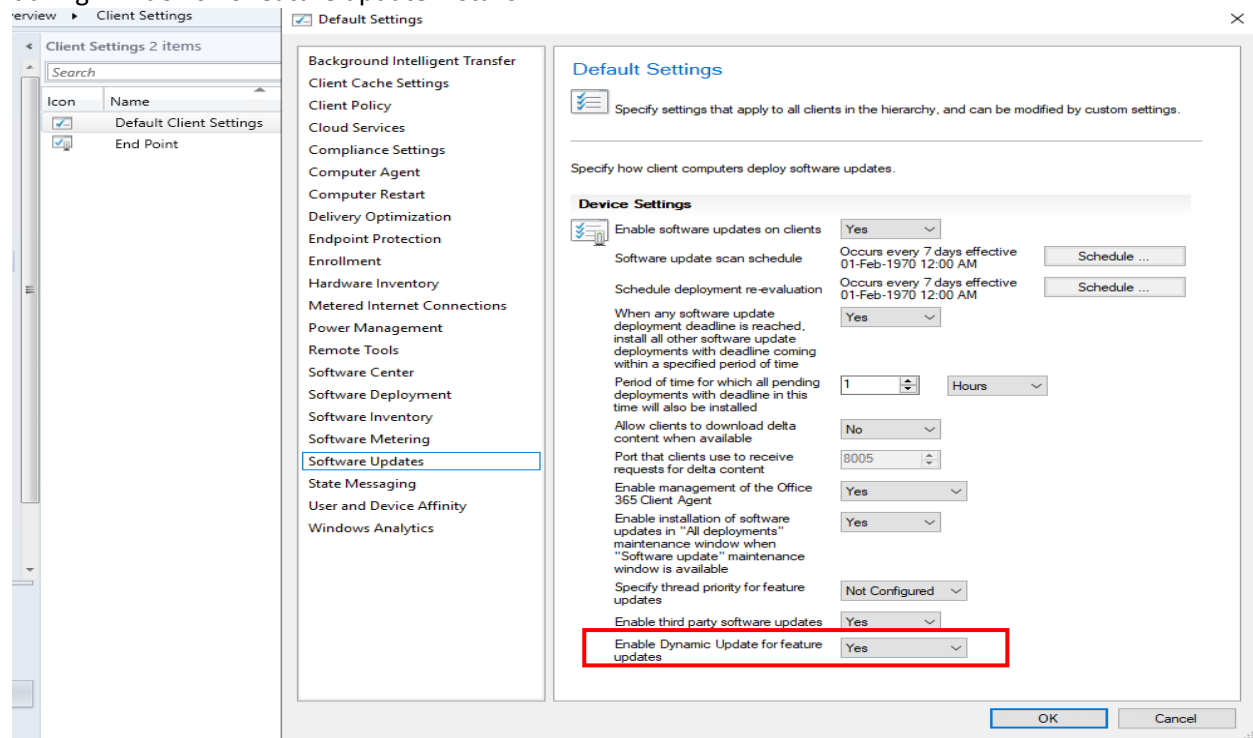 erview ▸ Client Settings
Client Settings 2 items
Search
Icon Name
Default Client Settings
End Point
Default Settings
Background Intelligent Transfer
Client Cache Settings
Client Policy
Cloud Services
Compliance Settings
Computer Agent
Computer Restart
Delivery Optimization
Endpoint Protection
Enrollment
Hardware Inventory
Metered Internet Connections
Power Management
Remote Tools
Software Center
Software Deployment
Software Inventory
Software Metering
Software Updates
State Messaging
User and Device Affinity
Windows Analytics
Default Settings
Specify settings that apply to all clients in the hierarchy, and can be modified by custom settings.
Specify how client computers deploy software updates.
Device Settings
Enable software updates on clients Yes
Software update scan schedule Occurs every 7 days effective
01-Feb-1970 12:00 AM Schedule ...
Schedule deployment re-evaluation Occurs every 7 days effective
01-Feb-1970 12:00 AM Schedule ...
When any software update Yes
deployment deadline is reached,
install all other software update
deployments with deadline coming
within a specified period of time
Period of time for which all pending 1 Hours
deployments with deadline in this
time will also be installed
Allow clients to download delta No
content when available
Port that clients use to receive 8005
requests for delta content
Enable management of the Office Yes
365 Client Agent
Enable installation of software Yes
updates in "All deployments"
maintenance window when
"Software update" maintenance
window is available
Specify thread priority for feature Not Configured
updates
Enable third party software updates Yes
Enable Dynamic Update for feature Yes
updates
OK Cancel